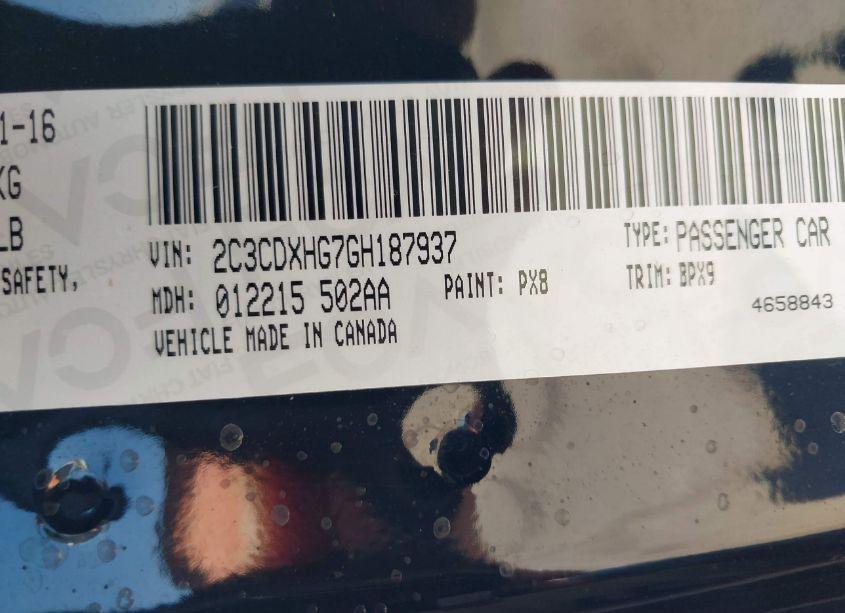 1-16
KG
LB
SAFETY,
VIN: 2C3CDXHG7GH187937
TYPE: PASSENGER CAR
MDH: 012215 502AA
PAINT: PX8
TRIM: BPX9
4658843
VEHICLE MADE IN CANADA